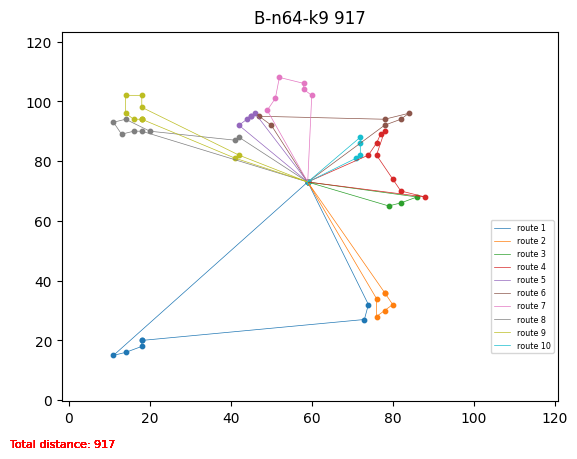 B-n64-k9 917
120
100
80
60
40
20
0
0 20 40 60 80 100 120
route 1
route 2
route 3
route 4
route 5
route 6
route 7
route 8
route 9
route 10
Total distance: 917